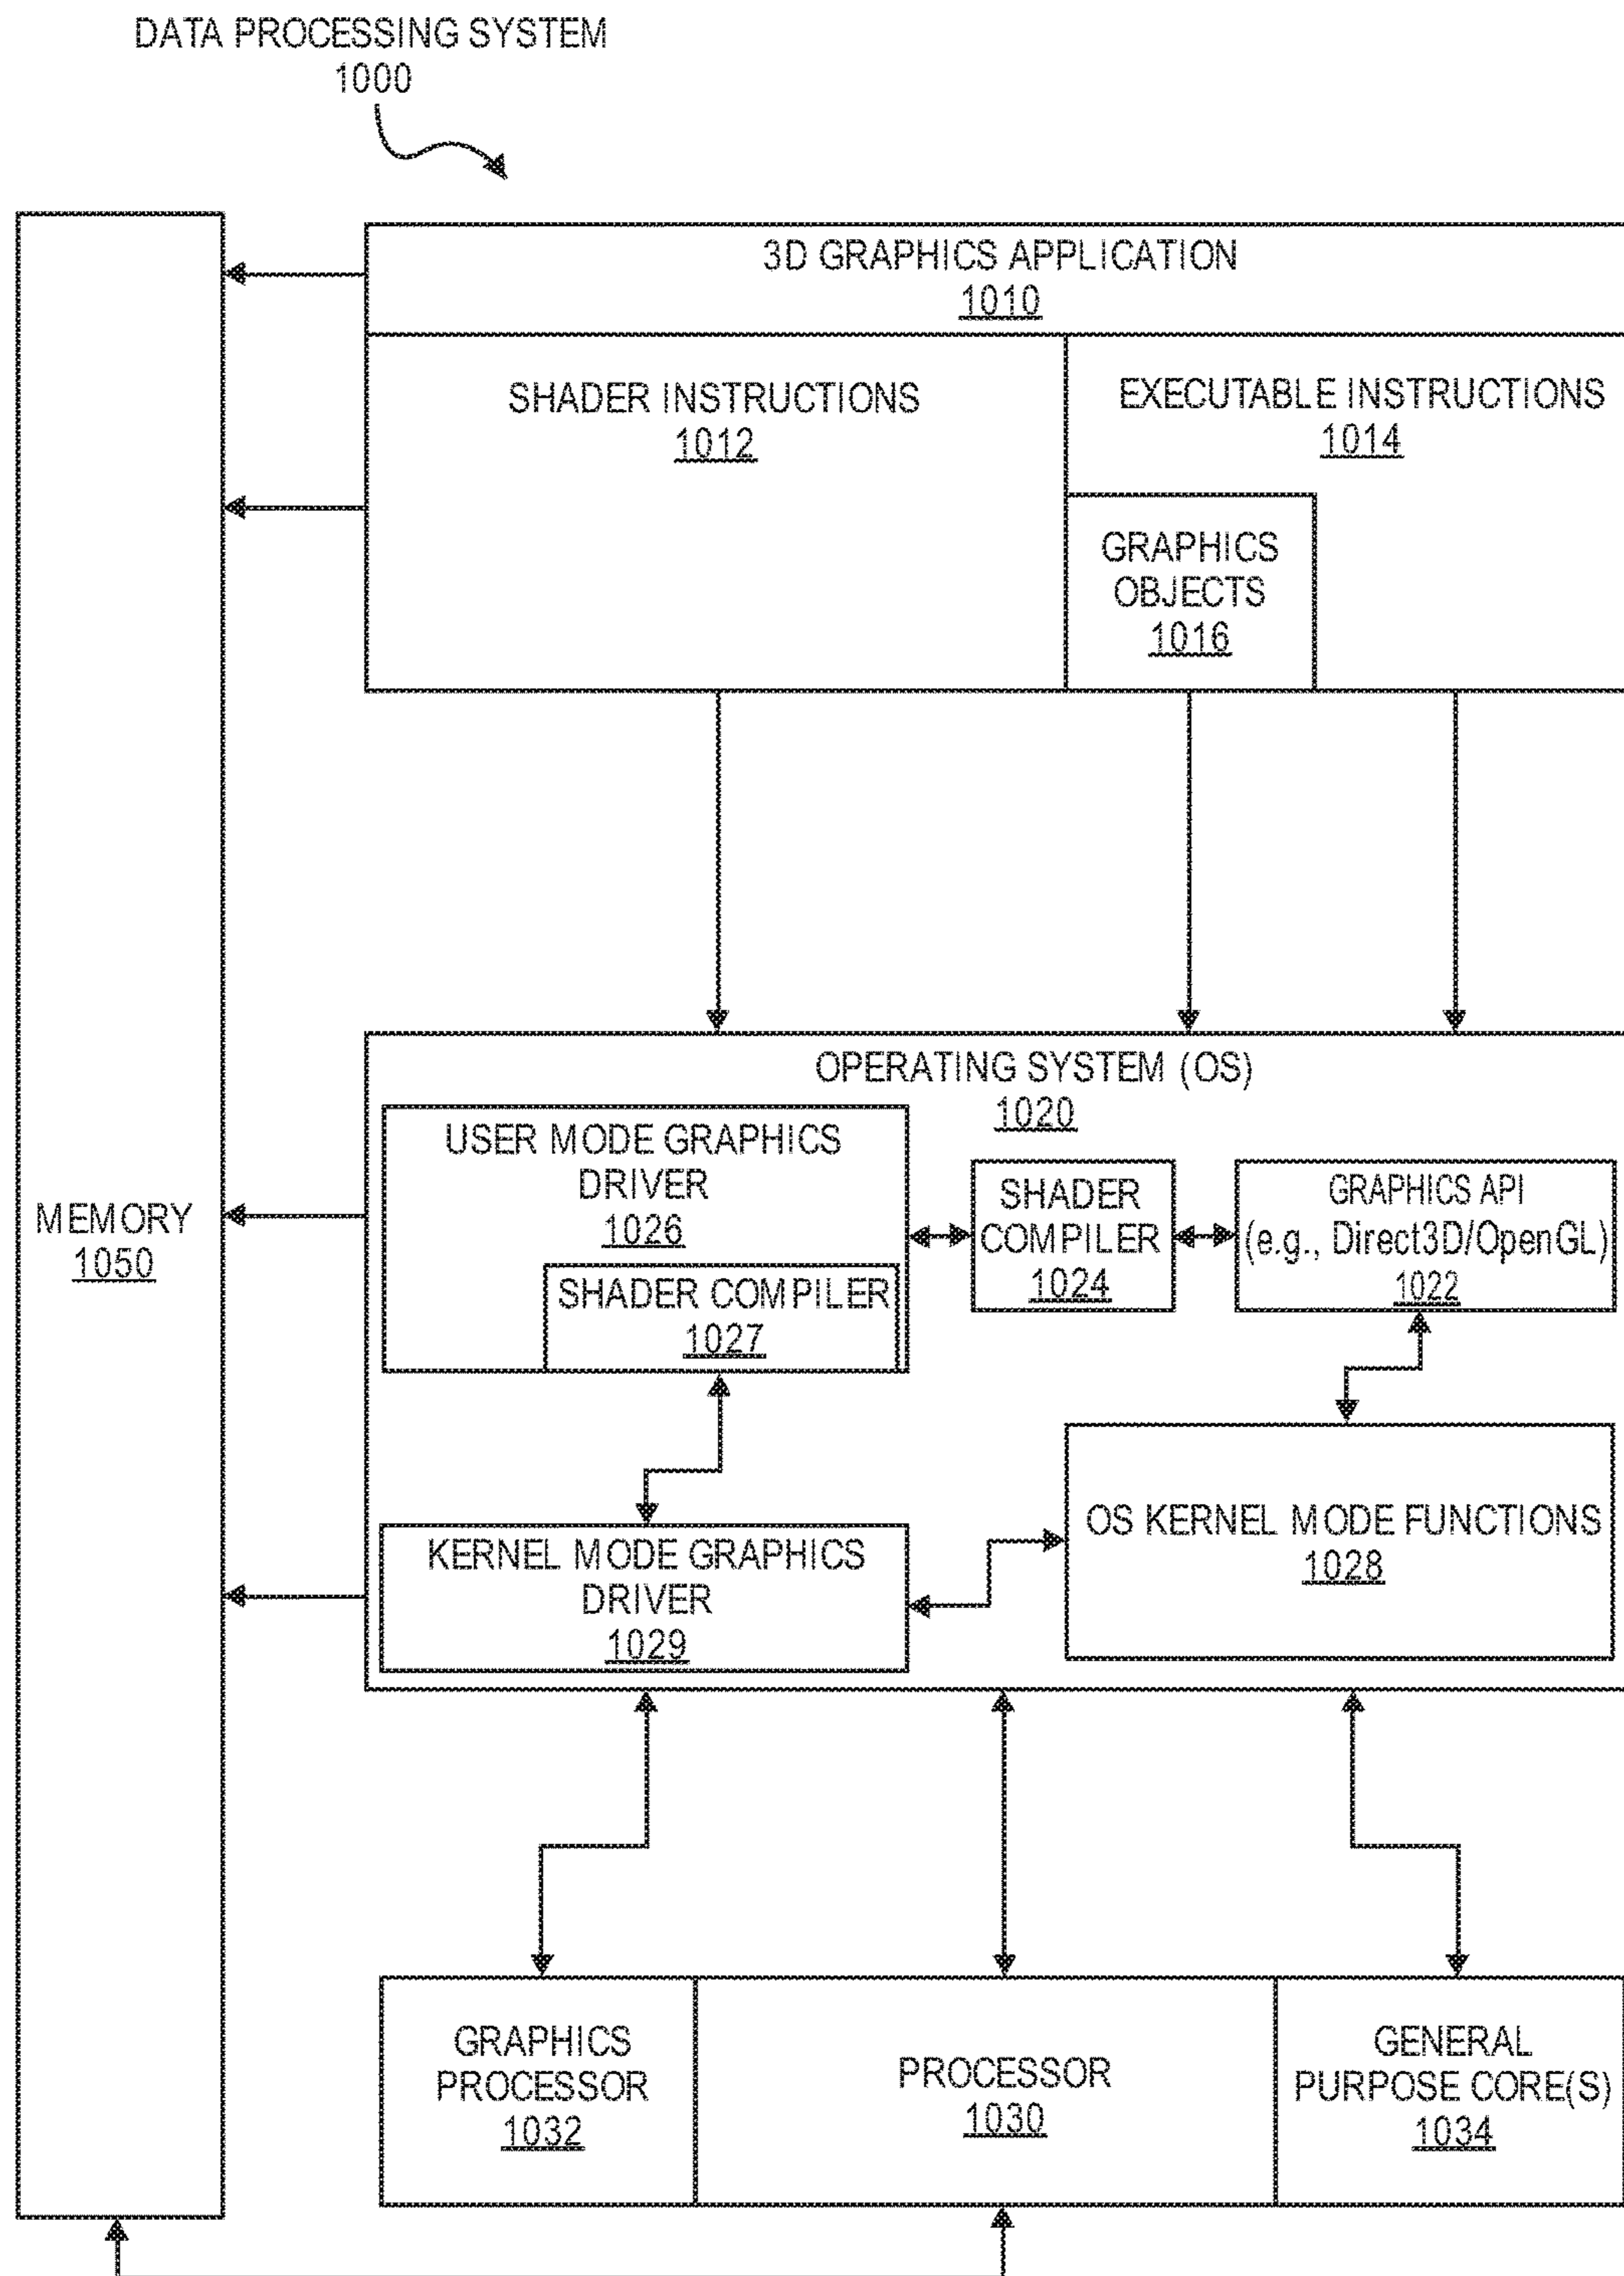 DATA PROCESSING SYSTEM
1000
3D GRAPHICS APPLICATION
1010
SHADER INSTRUCTIONS
1012
EXECUTABLE INSTRUCTIONS
1014
GRAPHICS
OBJECTS
1016
OPERATING SYSTEM (OS)
1020
USER MODE GRAPHICS
DRIVER
1026
SHADER COMPILER
1027
SHADER
COMPILER
1024
GRAPHICS API
(e.g., Direct3D/OpenGL)
1022
MEMORY
1050
KERNEL MODE GRAPHICS
DRIVER
1029
OS KERNEL MODE FUNCTIONS
1028
GRAPHICS
PROCESSOR
1032
PROCESSOR
1030
GENERAL
PURPOSE CORE(S)
1034